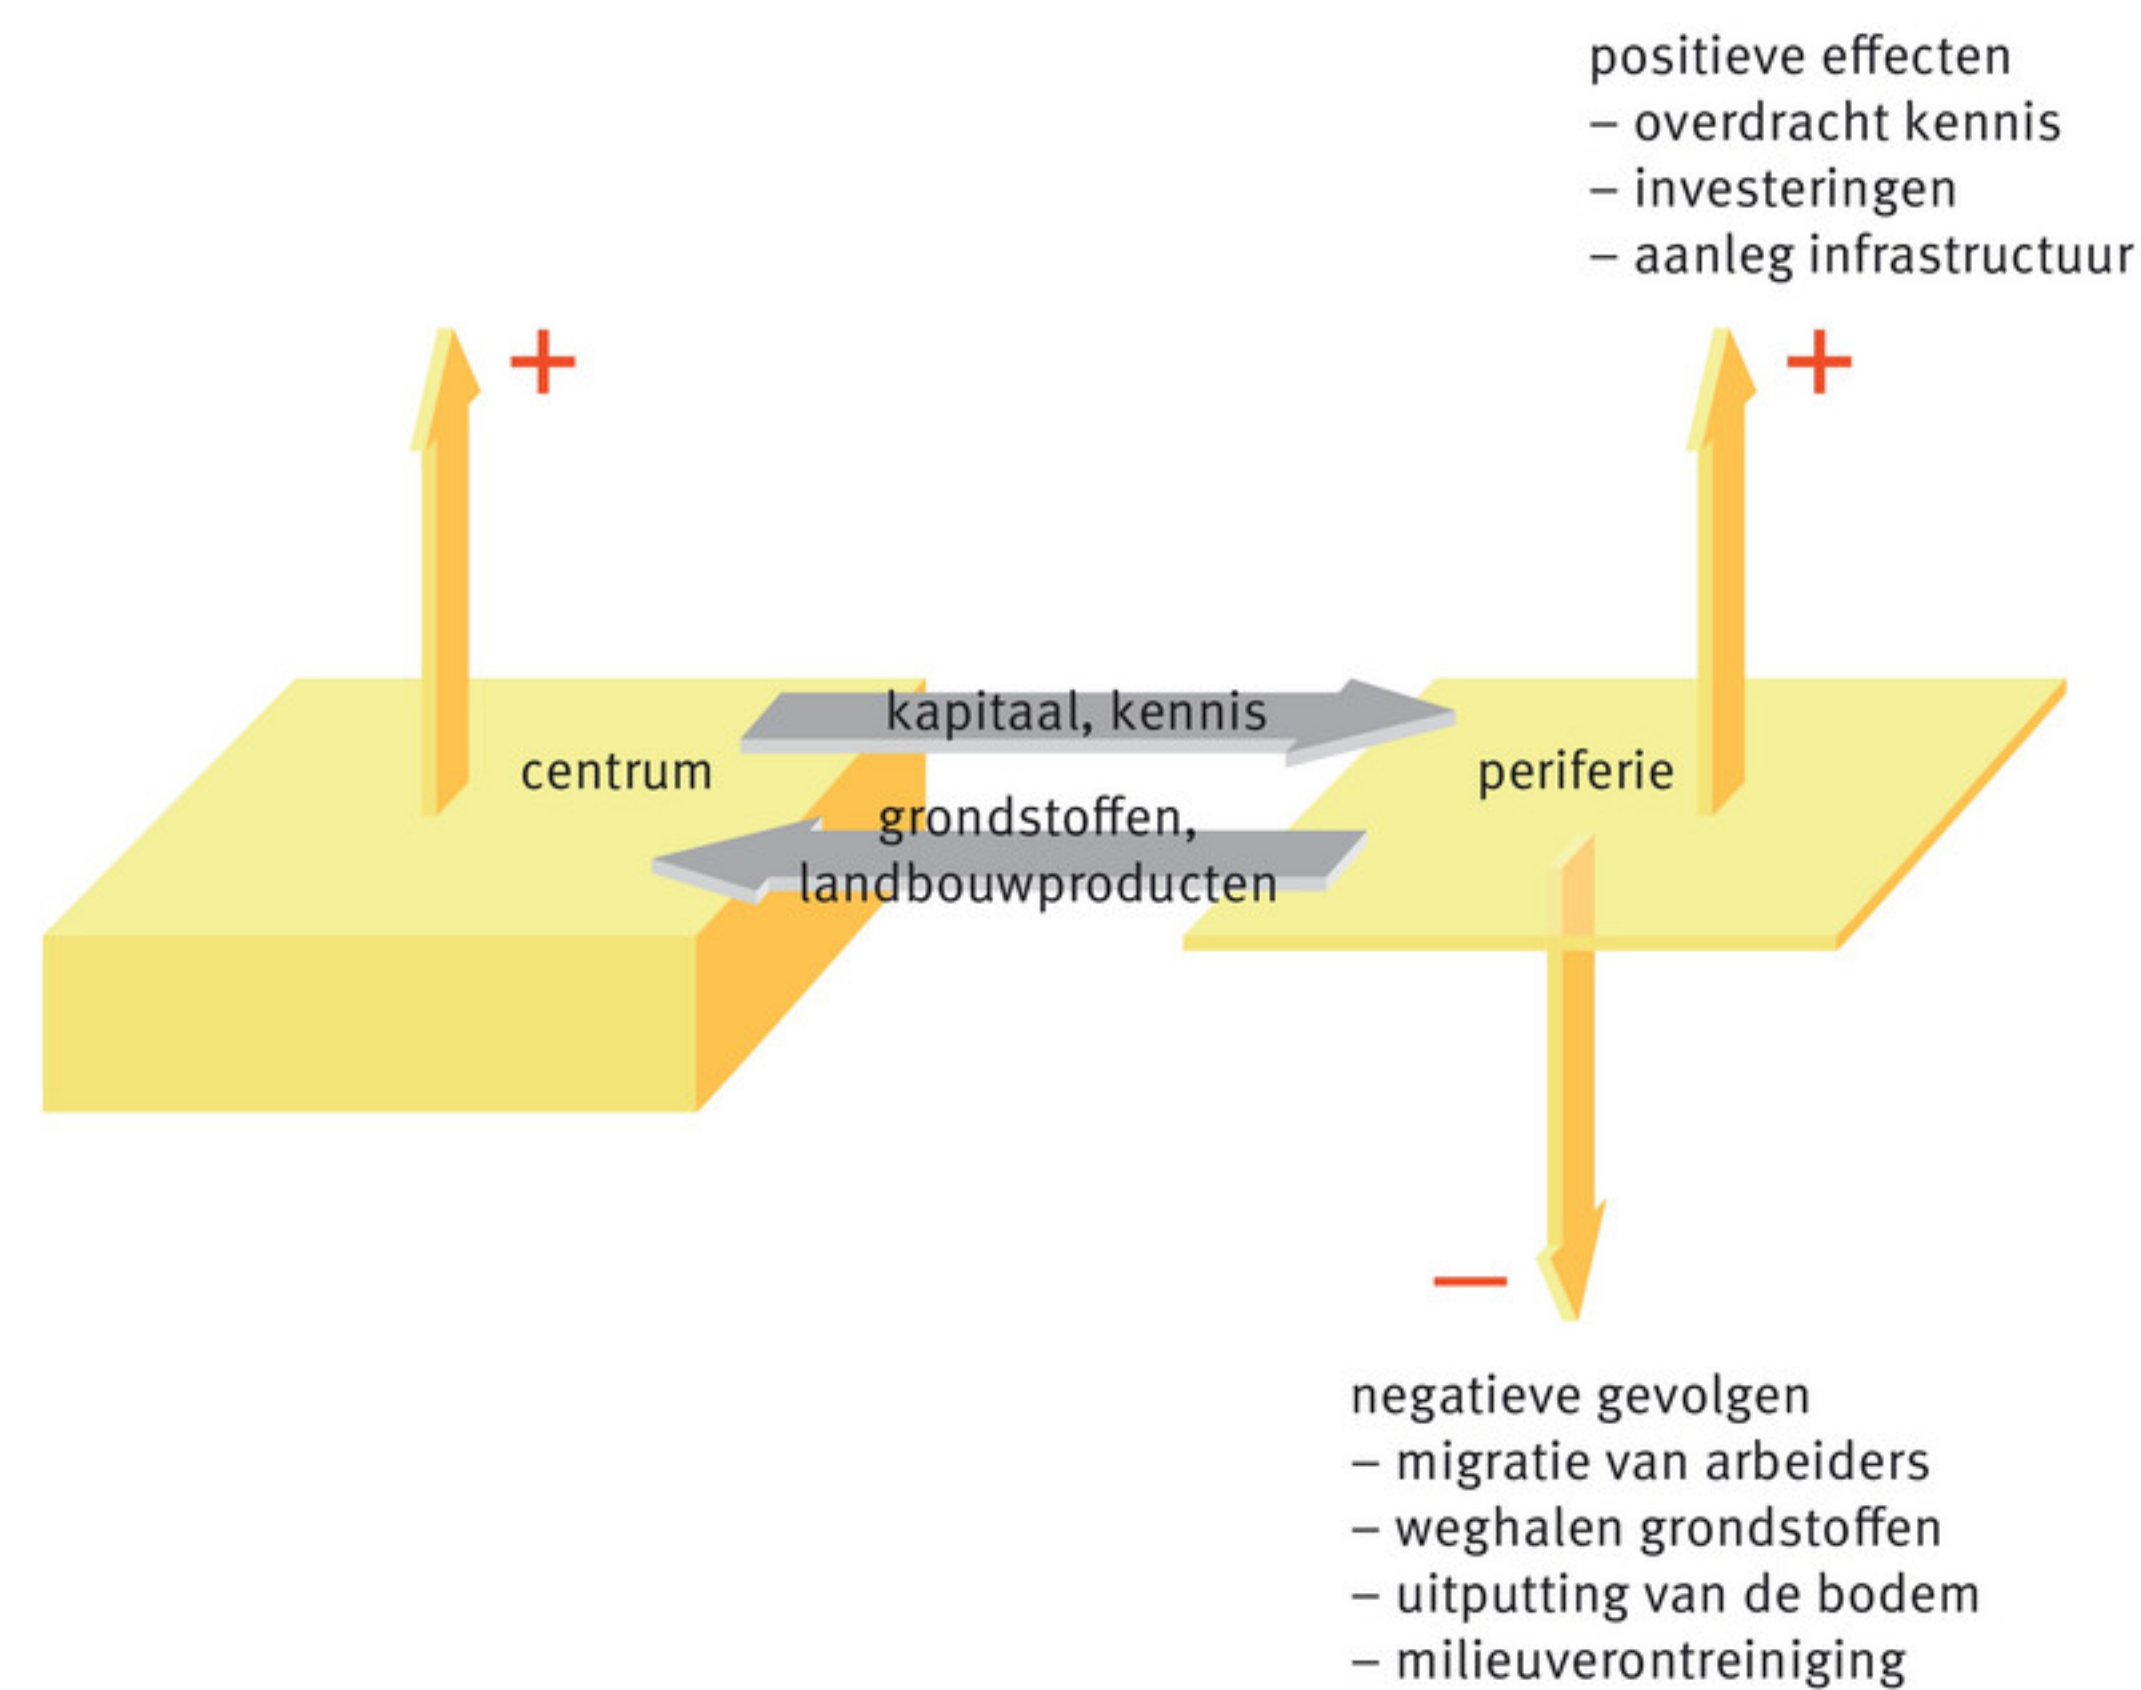 positieve effecten
– overdracht kennis
– investeringen
– aanleg infrastructuur
+
+
kapitaal, kennis
centrum
periferie
grondstoffen,
landbouwproducten
–
negatieve gevolgen
– migratie van arbeiders
– weghalen grondstoffen
– uitputting van de bodem
– milieuverontreiniging